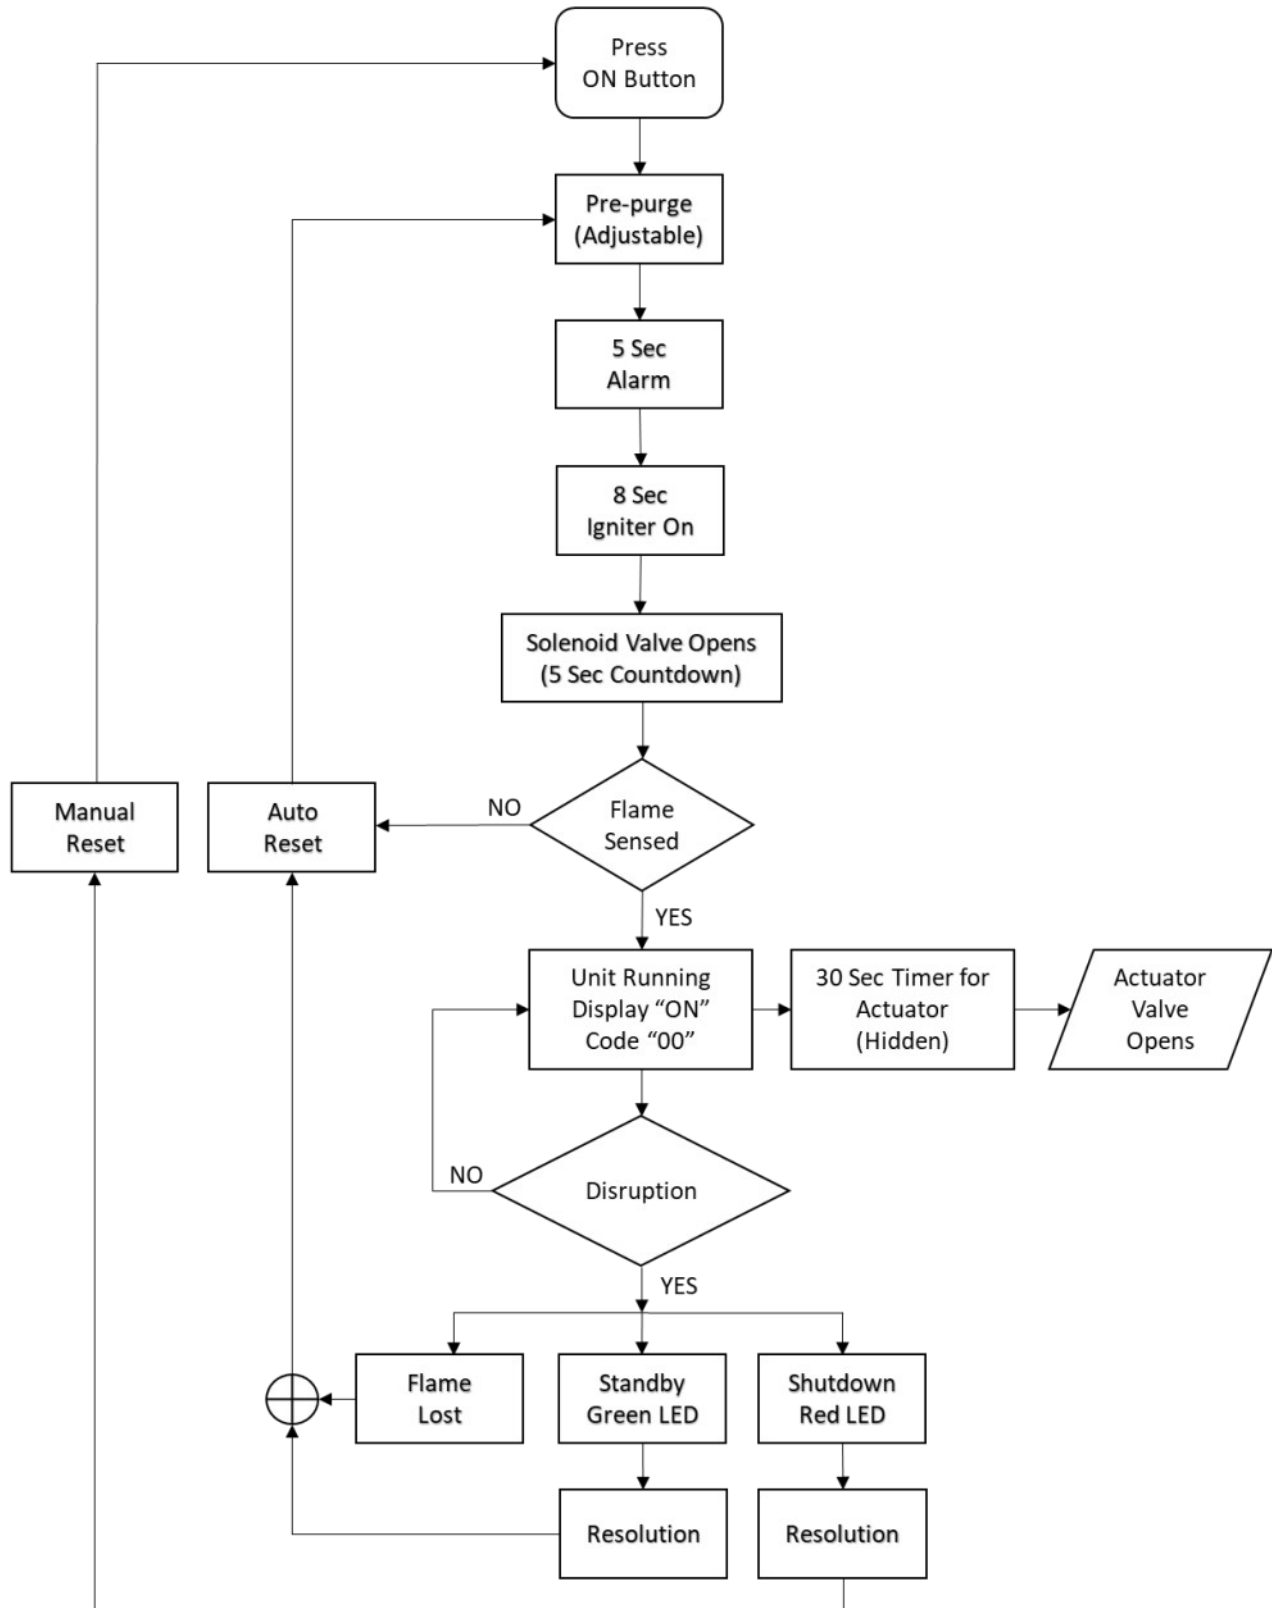 Press
ON Button
Pre-purge
(Adjustable)
5 Sec
Alarm
8 Sec
Igniter On
Solenoid Valve Opens
(5 Sec Countdown)
Manual
Reset
Auto
Reset
NO
Flame
Sensed
YES
Unit Running
Display “ON”
Code “00”
30 Sec Timer for
Actuator
(Hidden)
Actuator
Valve
Opens
NO
Disruption
YES
Flame
Lost
Standby
Green LED
Shutdown
Red LED
Resolution
Resolution